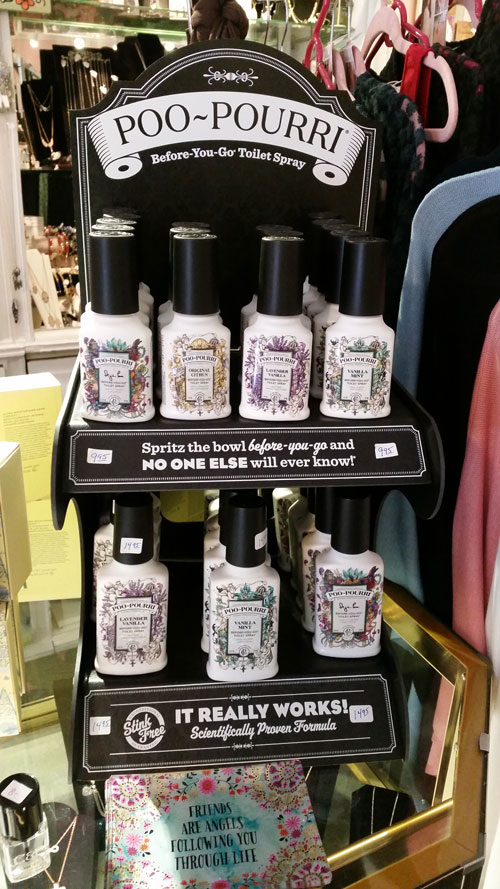 POO~POURRI®
Before-You-Go® Toilet Spray
POO~POURRI
POO~POURRI
ORIGINAL
CITRUS
POO~POURRI
LAVENDER
VANILLA
POO~POURRI
VANILLA
MINT
9.95
Spritz the bowl before-you-go and
NO ONE ELSE will ever know!
9.95
14.95
POO~POURRI
LAVENDER
VANILLA
POO~POURRI
VANILLA
MINT
POO~POURRI
14.95
Stink
Free
IT REALLY WORKS!
Scientifically Proven Formula
14.95
FRIENDS
ARE ANGELS
FOLLOWING YOU
THROUGH LIFE